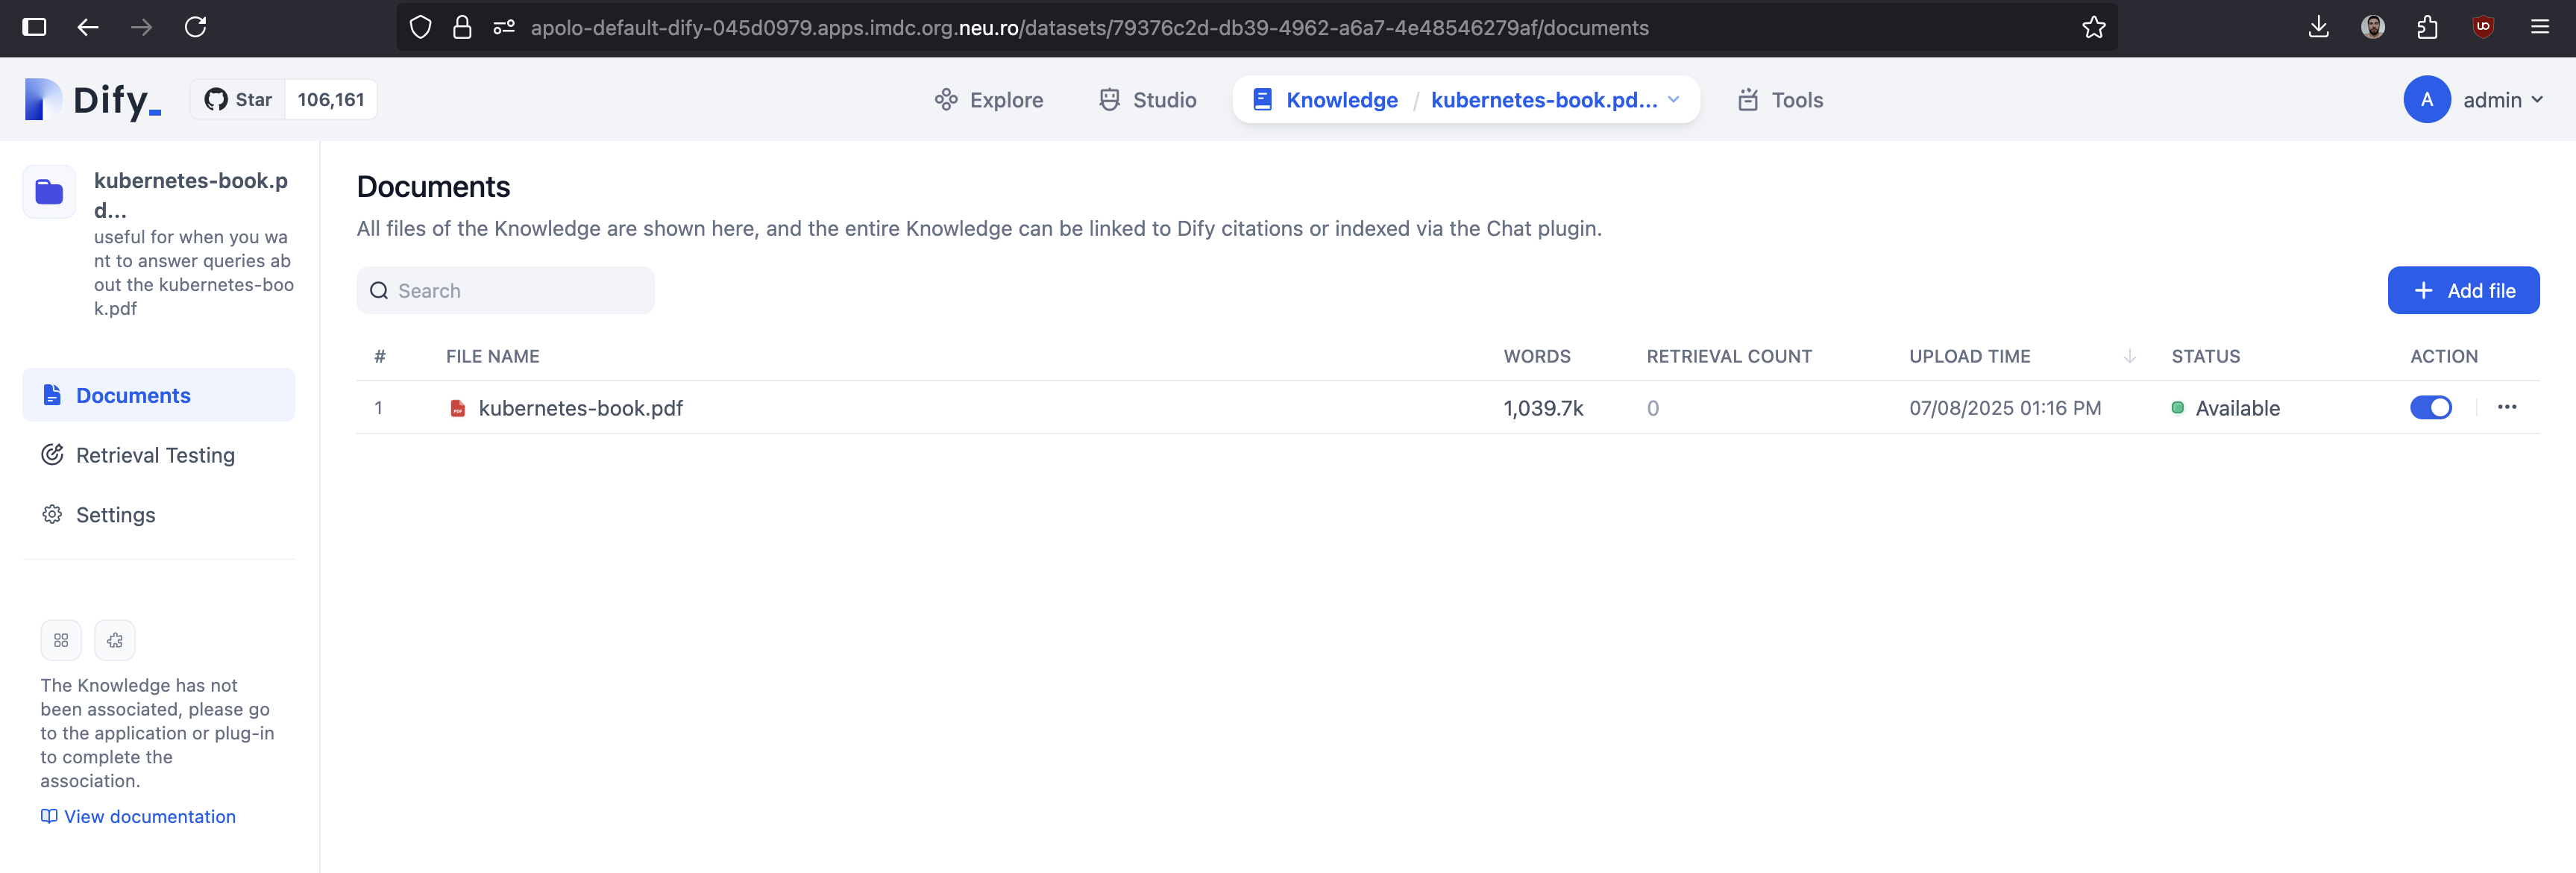 apolo-default-dify-045d0979.apps.imdc.org.neu.ro/datasets/79376c2d-db39-4962-a6a7-4e48546279af/documents
Dify_
Star 106,161
Explore
Studio
Knowledge / kubernetes-book.pd...
Tools
A admin
kubernetes-book.p
d...
useful for when you wa
nt to answer queries ab
out the kubernetes-boo
k.pdf
Documents
Retrieval Testing
Settings
The Knowledge has not
been associated, please go
to the application or plug-in
to complete the
association.
View documentation
Documents
All files of the Knowledge are shown here, and the entire Knowledge can be linked to Dify citations or indexed via the Chat plugin.
Search
+ Add file
# FILE NAME WORDS RETRIEVAL COUNT UPLOAD TIME STATUS ACTION
1 kubernetes-book.pdf 1,039.7k 0 07/08/2025 01:16 PM Available